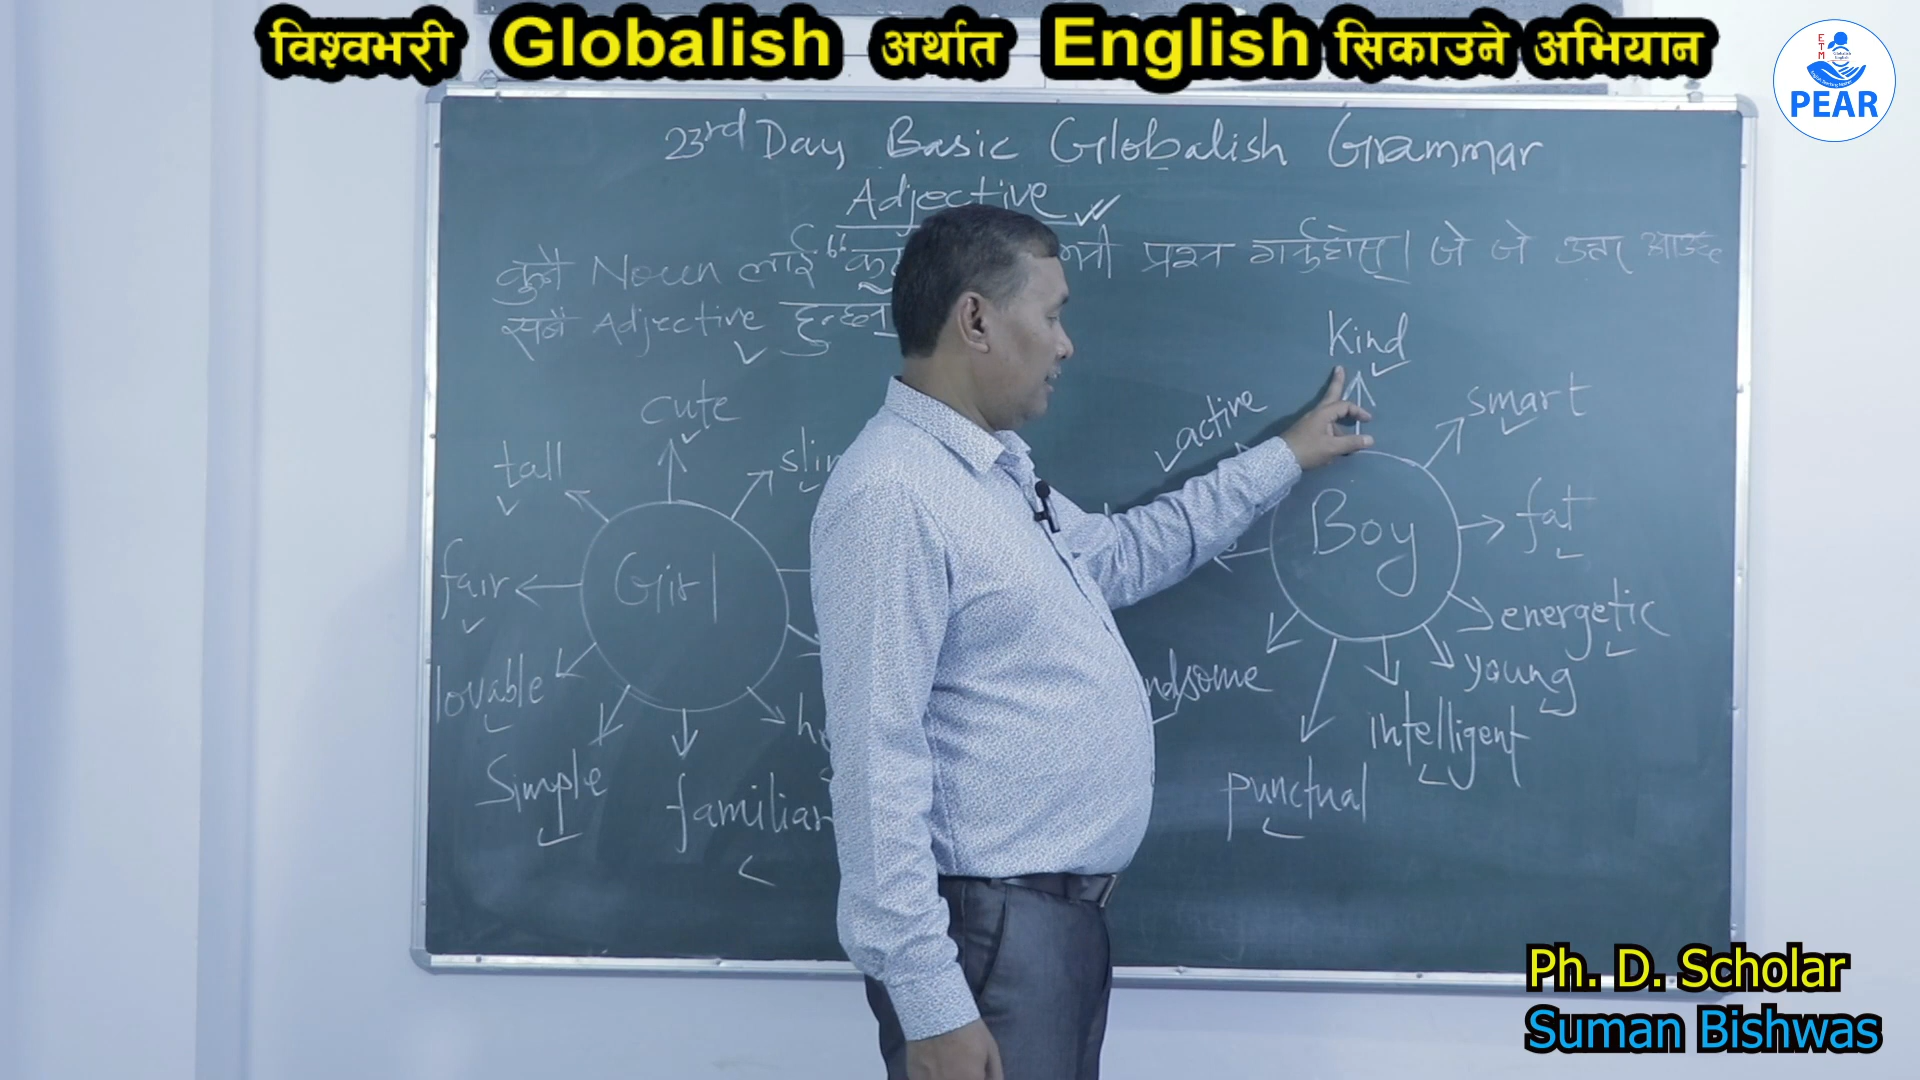 विश्वभरी Globalish अर्थात English सिकाउने अभियान
ETM
PEAR
23rd Day Basic Globalish Grammar
Adjective
कुनै Noun लाई " प्रश्न गर्नुहोस् । जे जे उत्तर आउँछ
सबै Adjective हुन्छन्
Kind
cute
smart
active
tall
slim
fat
Girl
Boy
fair
energetic
lovable
young
intelligent
simple
familiar
punctual
Ph. D. Scholar
Suman Bishwas